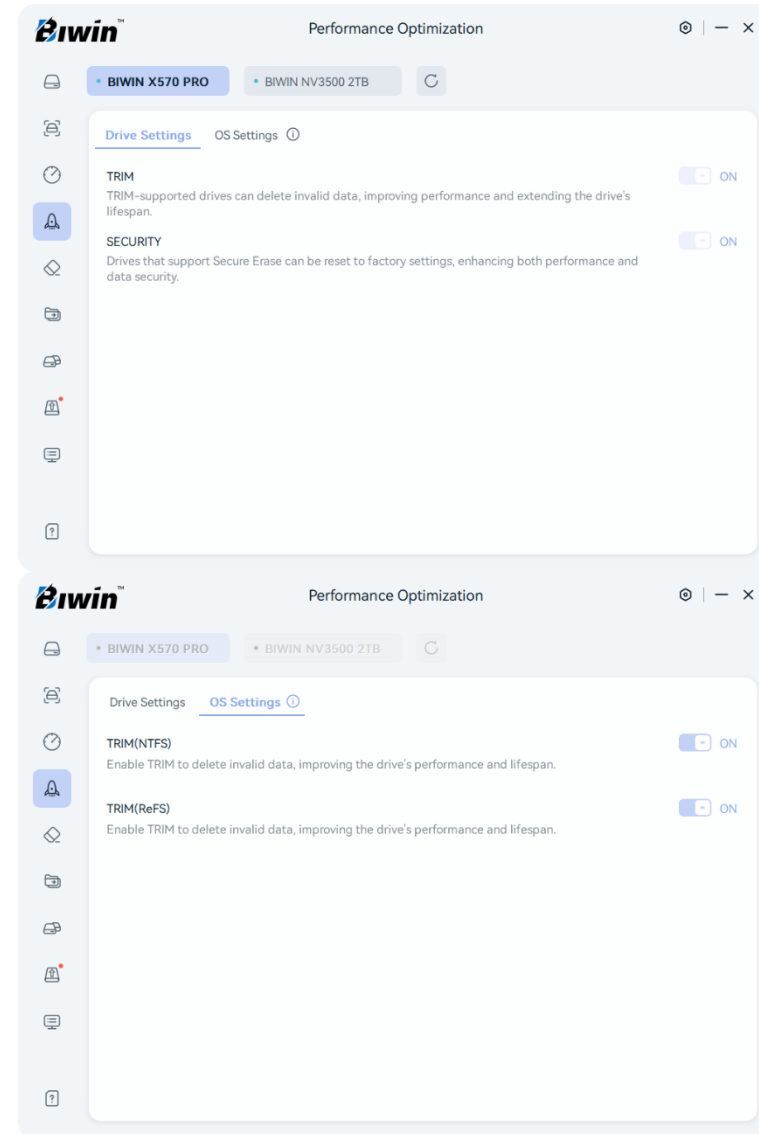 Biwin™
Performance Optimization
BIWIN X570 PRO
BIWIN NV3500 2TB
Drive Settings
OS Settings
TRIM
ON
TRIM-supported drives can delete invalid data, improving performance and extending the drive's
lifespan.
SECURITY
ON
Drives that support Secure Erase can be reset to factory settings, enhancing both performance and
data security.
Biwin™
Performance Optimization
BIWIN X570 PRO
BIWIN NV3500 2TB
Drive Settings
OS Settings
TRIM(NTFS)
ON
Enable TRIM to delete invalid data, improving the drive's performance and lifespan.
TRIM(ReFS)
ON
Enable TRIM to delete invalid data, improving the drive's performance and lifespan.